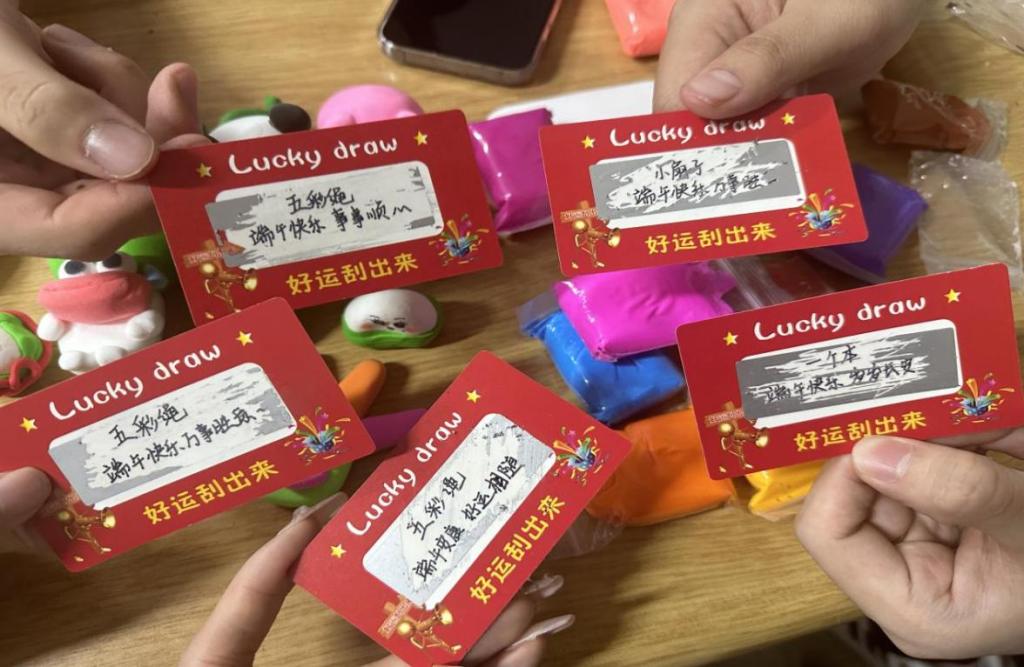 Lucky draw
五彩绳
端午快乐 事事顺心
好运刮出来
Lucky draw
小扇子
端午快乐 万事胜
好运刮出来
Lucky draw
五彩绳
端午快乐 万事胜意
好运刮出来
Lucky draw
五彩绳
端午安康 好运相随
好运刮出来
Lucky draw
一个本
端午快乐 岁岁长安
好运刮出来